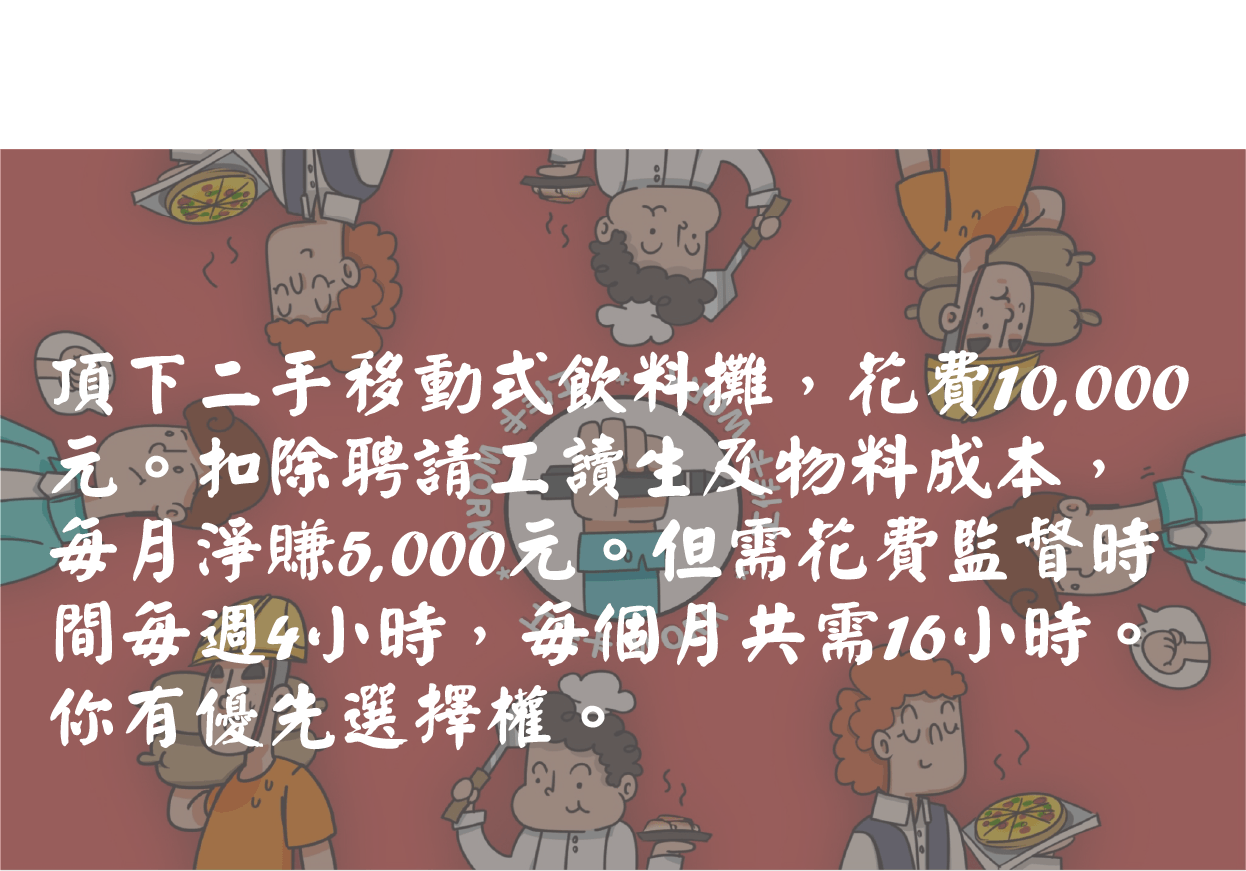 頂下二手移動式飲料攤，花費10,000
元。扣除聘請工讀生及物料成本，
每月淨賺5,000元。但需花費監督時
間每週4小時，每個月共需16小時。
你有優先選擇權。
WORK
WORK